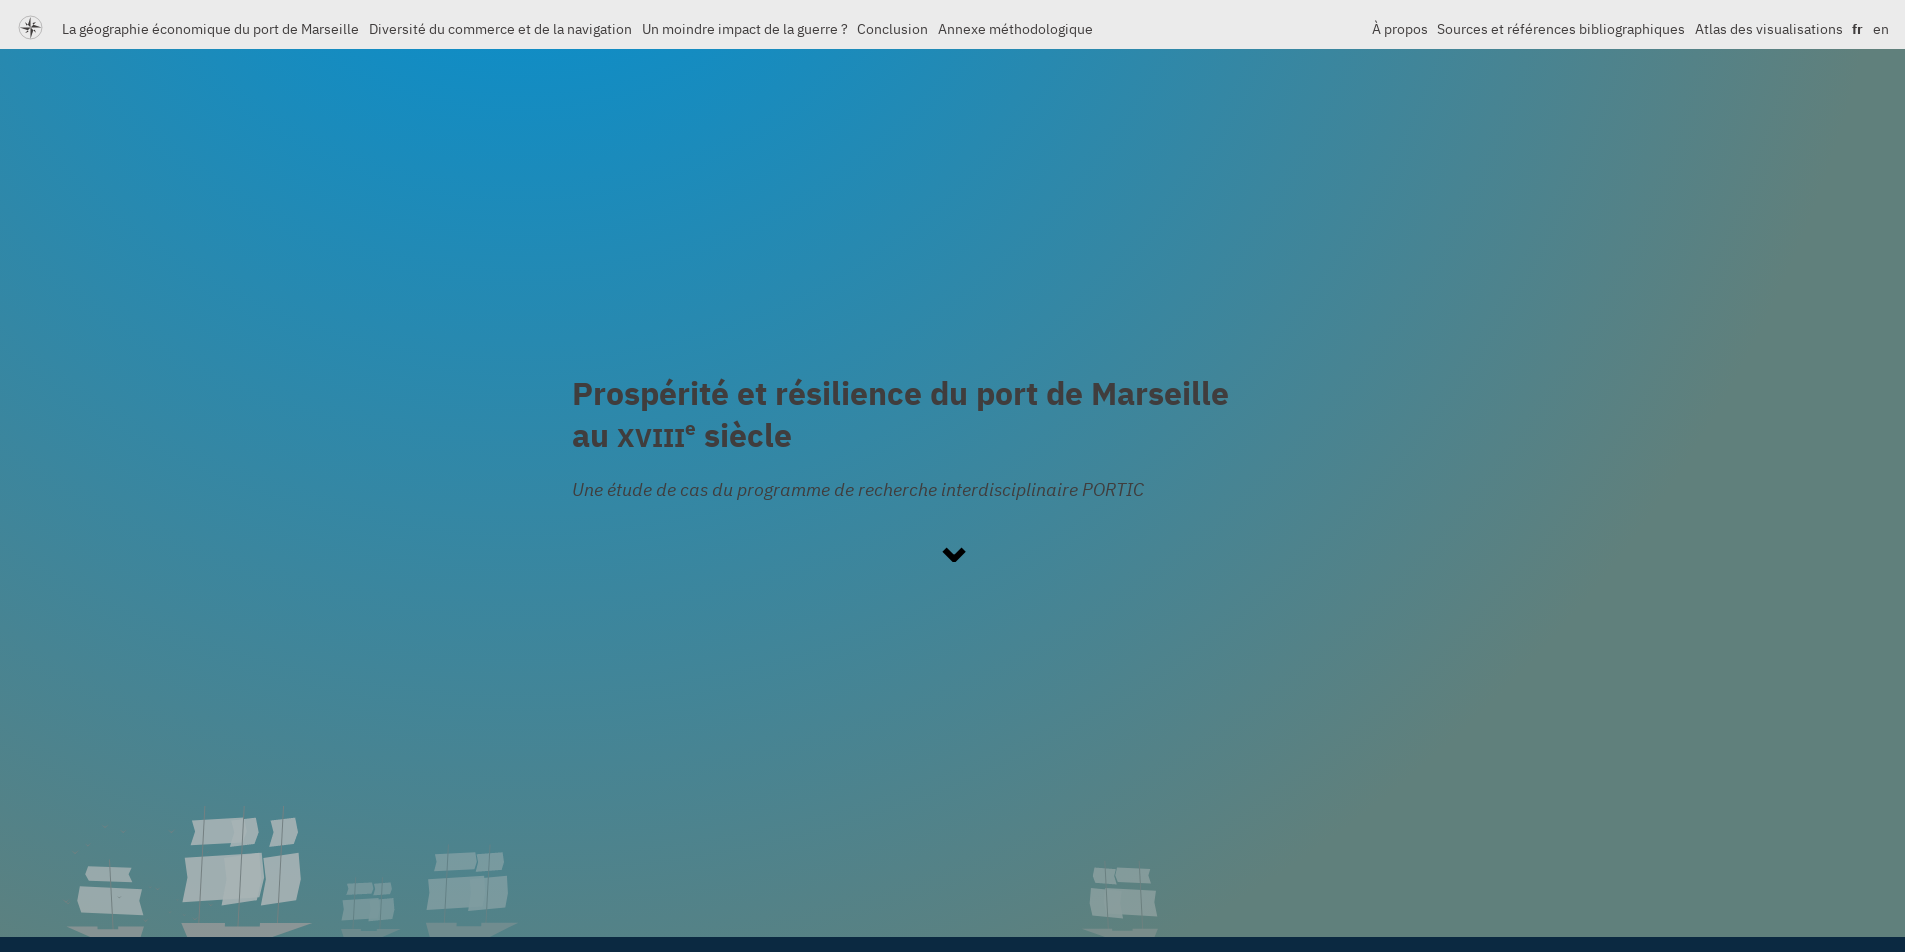 La géographie économique du port de Marseille Diversité du commerce et de la navigation Un moindre impact de la guerre ? Conclusion Annexe méthodologique À propos Sources et références bibliographiques Atlas des visualisations fr en
Prospérité et résilience du port de Marseille
au XVIIIe siècle
Une étude de cas du programme de recherche interdisciplinaire PORTIC